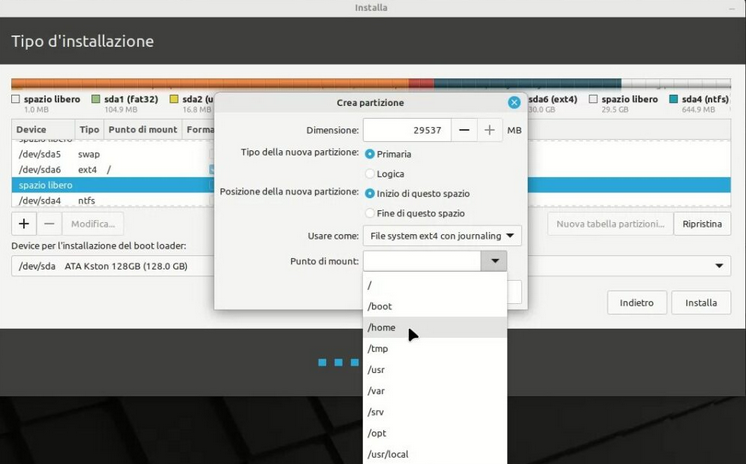 Installa
Tipo d'installazione
spazio libero sda1 (fat32) sda2 (u sda6 (ext4) spazio libero sda4 (ntfs)
1.0 MB 104.9 MB 16.8 MB 30.0 GB 29.5 GB 644.9 MB
Device Tipo Punto di mount Forma
spazio libero
/dev/sda5 swap
/dev/sda6 ext4 /
spazio libero
/dev/sda4 ntfs
+ − Modifica... Nuova tabella partizioni... Ripristina
Device per l'installazione del boot loader:
/dev/sda ATA Kston 128GB (128.0 GB)
Indietro Installa
Crea partizione
Dimensione: 29537 − + MB
Tipo della nuova partizione: Primaria
Logica
Posizione della nuova partizione: Inizio di questo spazio
Fine di questo spazio
Usare come: File system ext4 con journaling
Punto di mount:
/
/boot
/home
/tmp
/usr
/var
/srv
/opt
/usr/local